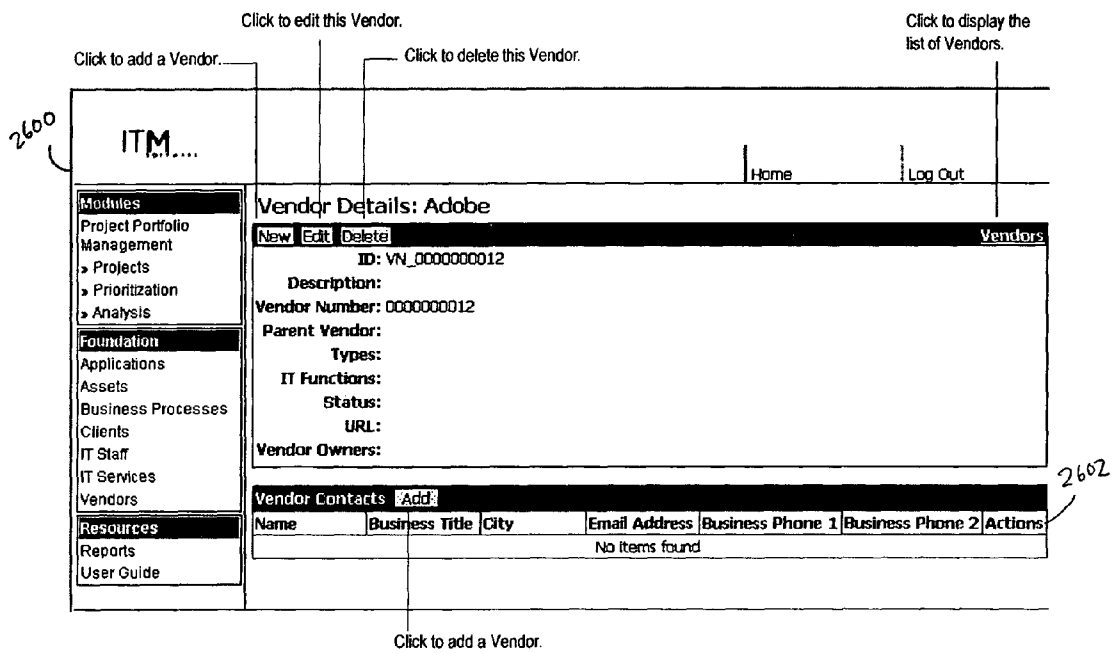 Click to edit this Vendor.
Click to display the
list of Vendors.
Click to add a Vendor.
Click to delete this Vendor.
2600
ITM
Home
Log Out
Modules
Project Portfolio
Management
» Projects
» Prioritization
» Analysis
Foundation
Applications
Assets
Business Processes
Clients
IT Staff
IT Services
Vendors
Resources
Reports
User Guide
Vendor Details: Adobe
New Edit Delete
Vendors
ID: VN_0000000012
Description:
Vendor Number: 0000000012
Parent Vendor:
Types:
IT Functions:
Status:
URL:
Vendor Owners:
2602
Vendor Contacts Add
Name Business Title City Email Address Business Phone 1 Business Phone 2 Actions
No items found
Click to add a Vendor.